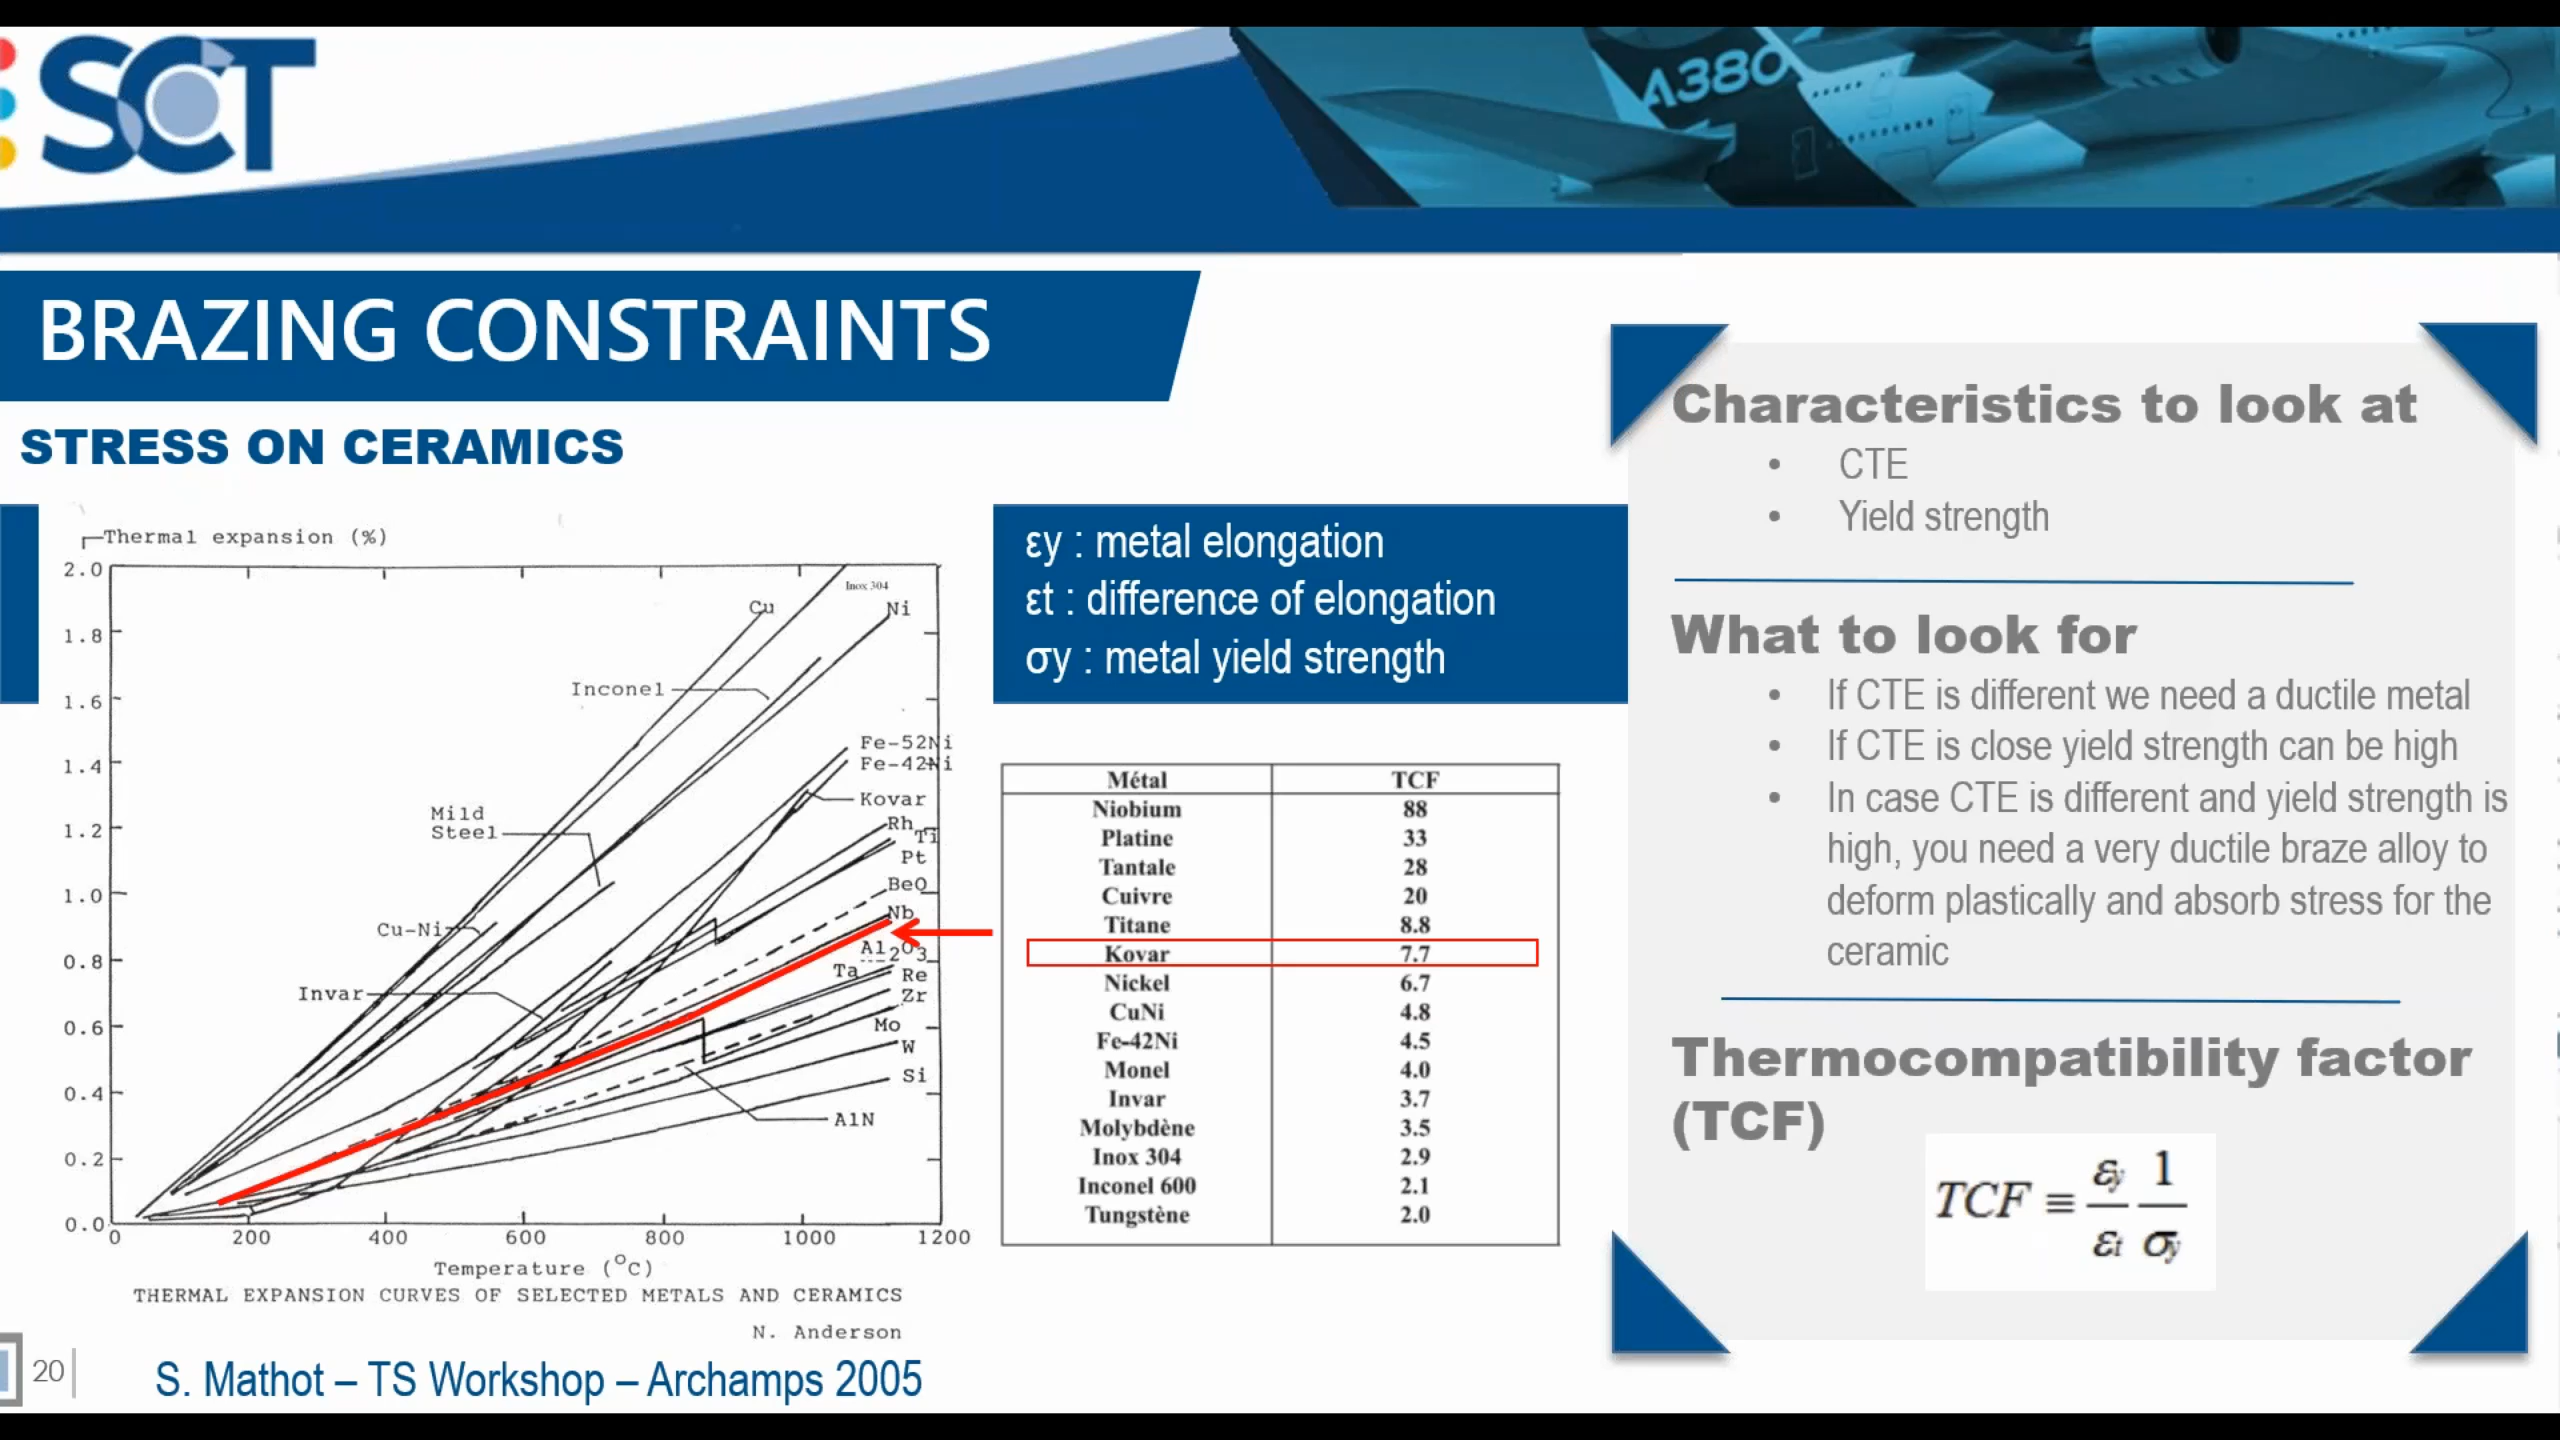 SCT
A380
BRAZING CONSTRAINTS
STRESS ON CERAMICS
Thermal expansion (%)
2.0
1.8
1.6
1.4
1.2
1.0
0.8
0.6
0.4
0.2
0.0
0
200
400
600
800
1000
1200
Cu
Inox 304
Ni
Inconel
Fe-52Ni
Fe-42Ni
Kovar
Mild
Steel
Rh
Ti
Pt
BeO
Nb
Cu-Ni
Al2O3
Ta
Re
Invar
Zr
Mo
W
Si
AlN
Temperature (°C)
THERMAL EXPANSION CURVES OF SELECTED METALS AND CERAMICS
N. Anderson
20
S. Mathot – TS Workshop – Archamps 2005
εy : metal elongation
εt : difference of elongation
σy : metal yield strength
Métal TCF
Niobium 88
Platine 33
Tantale 28
Cuivre 20
Titane 8.8
Kovar 7.7
Nickel 6.7
CuNi 4.8
Fe-42Ni 4.5
Monel 4.0
Invar 3.7
Molybdène 3.5
Inox 304 2.9
Inconel 600 2.1
Tungstène 2.0
Characteristics to look at
• CTE
• Yield strength
What to look for
• If CTE is different we need a ductile metal
• If CTE is close yield strength can be high
• In case CTE is different and yield strength is
high, you need a very ductile braze alloy to
deform plastically and absorb stress for the
ceramic
Thermocompatibility factor
(TCF)
TCF ≡ εy/εt 1/σy